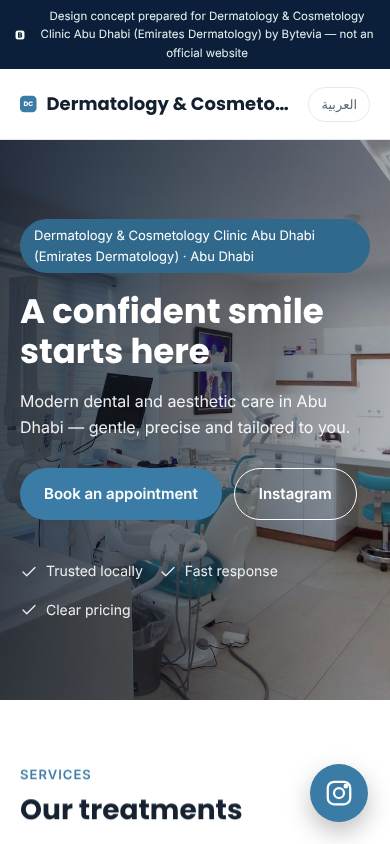 Design concept prepared for Dermatology & Cosmetology
Clinic Abu Dhabi (Emirates Dermatology) by Bytevia — not an
official website
B
DC
Dermatology & Cosmeto...
العربية
Dermatology & Cosmetology Clinic Abu Dhabi
(Emirates Dermatology) · Abu Dhabi
A confident smile
starts here
Modern dental and aesthetic care in Abu
Dhabi — gentle, precise and tailored to you.
Book an appointment
Instagram
Trusted locally
Fast response
Clear pricing
SERVICES
Our treatments